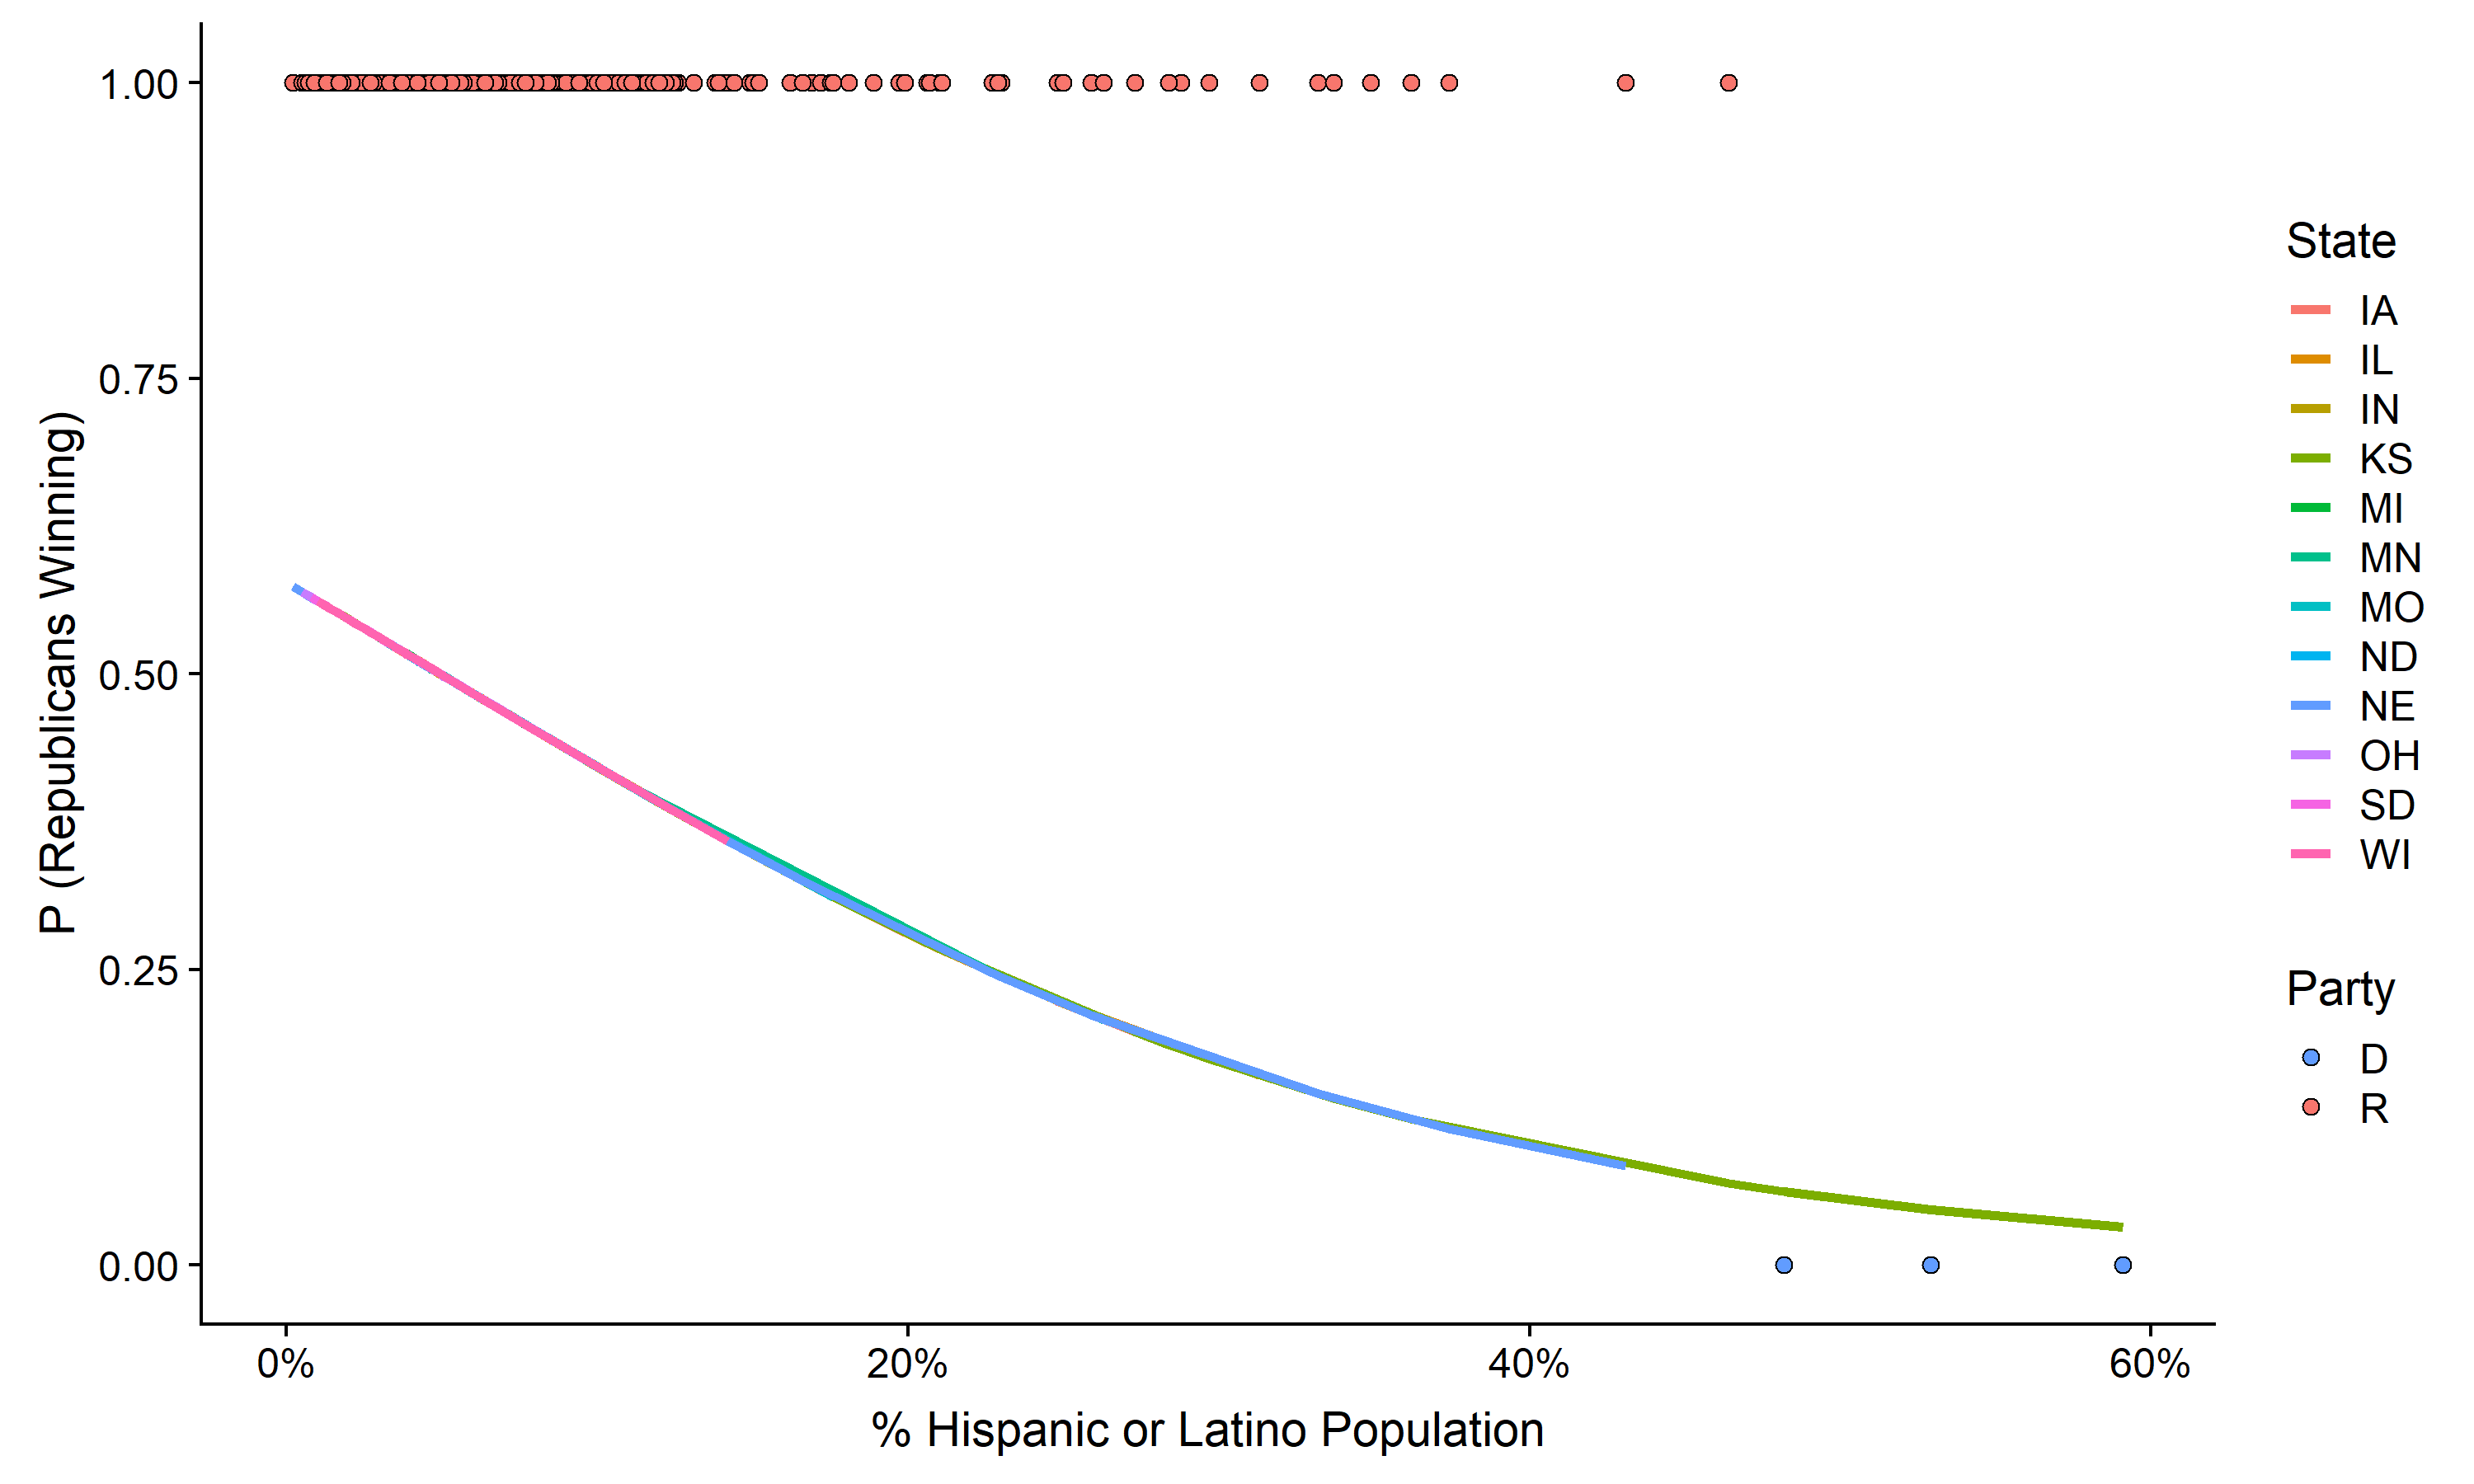 1.00
0.75
0.50
0.25
0.00
P (Republicans Winning)
0%
20%
40%
60%
% Hispanic or Latino Population
State
IA
IL
IN
KS
MI
MN
MO
ND
NE
OH
SD
WI
Party
D
R